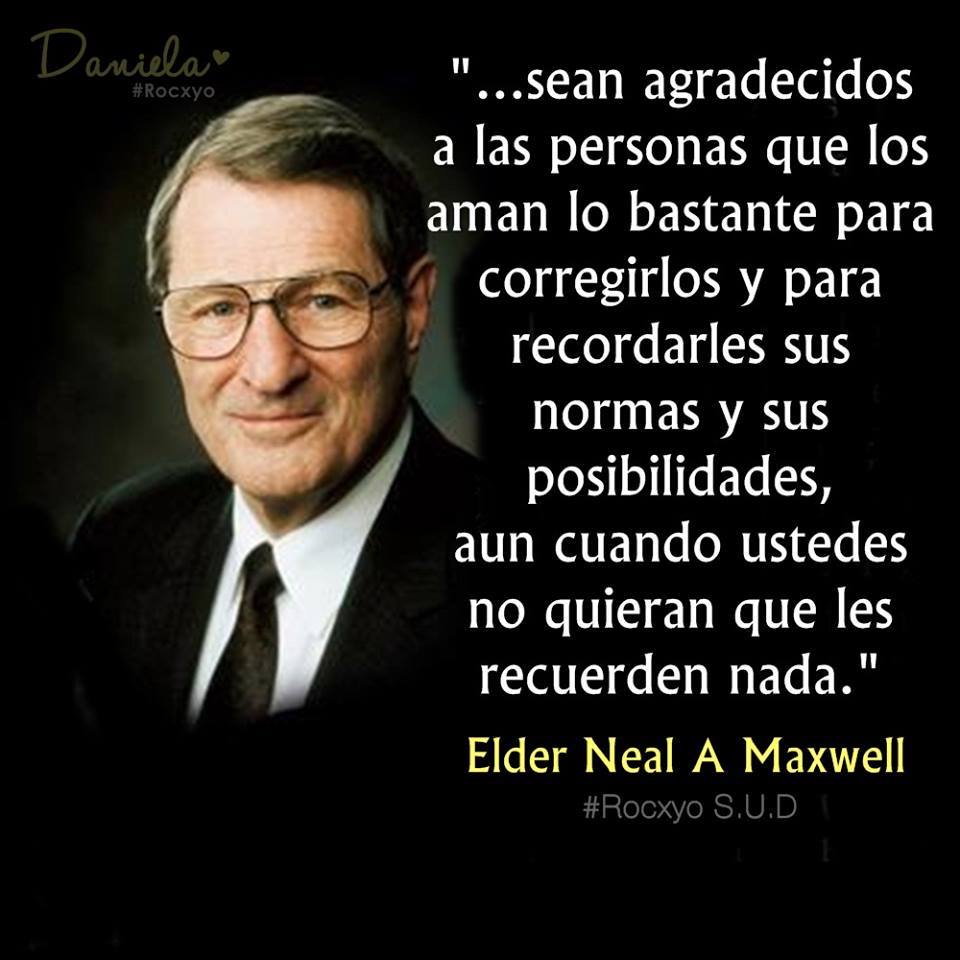 Daniela
#Rocxyo
"...sean agradecidos
a las personas que los
aman lo bastante para
corregirlos y para
recordarles sus
normas y sus
posibilidades,
aun cuando ustedes
no quieran que les
recuerden nada."
Elder Neal A Maxwell
#Rocxyo S.U.D